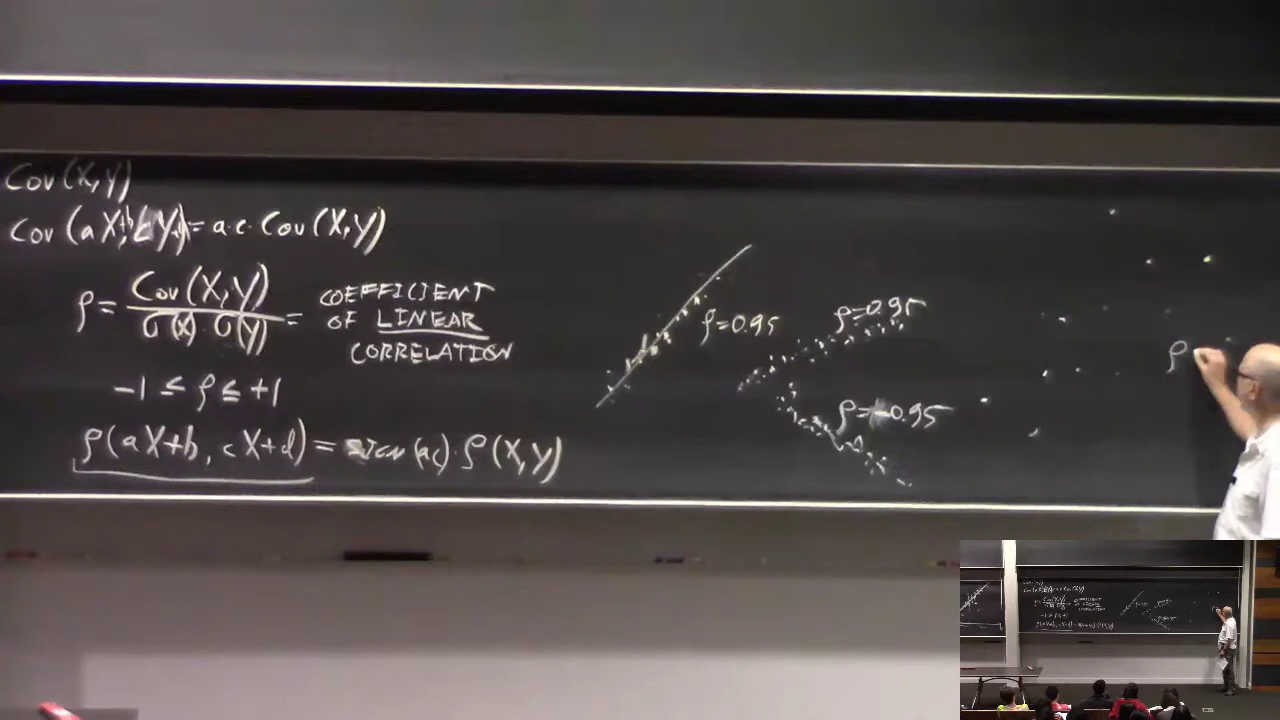 Cov(X,Y)
Cov(aX+b, cY+d) = a.c. Cov(X,Y)
ρ = Cov(X,Y) / σ(X)·σ(Y) = COEFFICIENT OF LINEAR CORRELATION
-1 ≤ ρ ≤ +1
ρ(aX+b, cX+d) = SIGN(ac)·ρ(X,Y)
ρ=0.95
ρ=0.95
ρ=-0.95
ρ